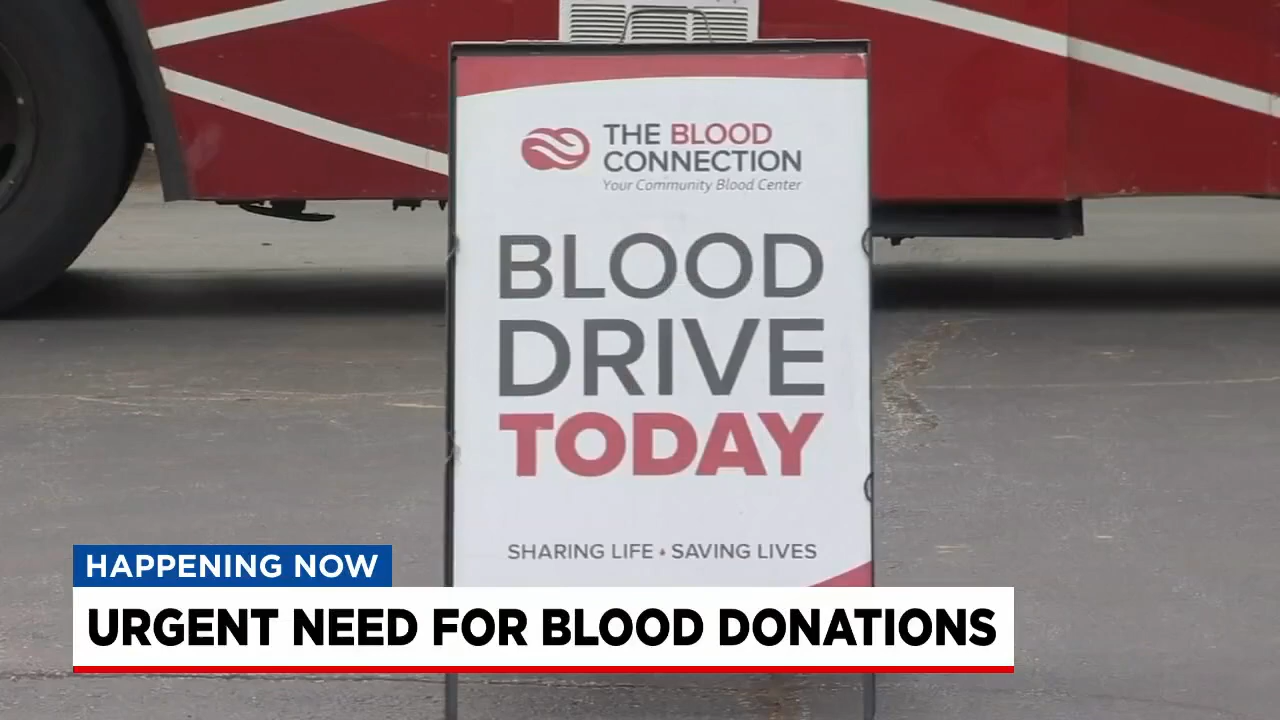 THE BLOOD
CONNECTION
Your Community Blood Center
BLOOD
DRIVE
TODAY
SHARING LIFE • SAVING LIVES
HAPPENING NOW
URGENT NEED FOR BLOOD DONATIONS